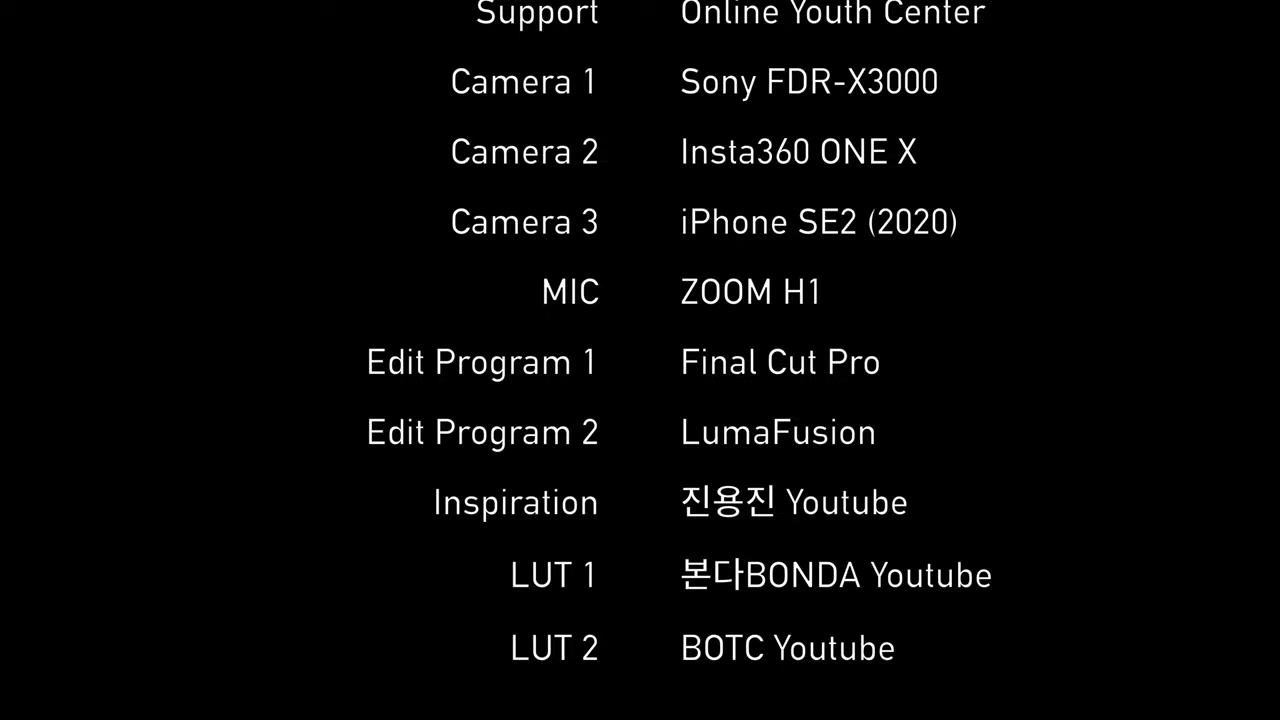 Support Online Youth Center
Camera 1 Sony FDR-X3000
Camera 2 Insta360 ONE X
Camera 3 iPhone SE2 (2020)
MIC ZOOM H1
Edit Program 1 Final Cut Pro
Edit Program 2 LumaFusion
Inspiration 진용진 Youtube
LUT 1 본다BONDA Youtube
LUT 2 BOTC Youtube